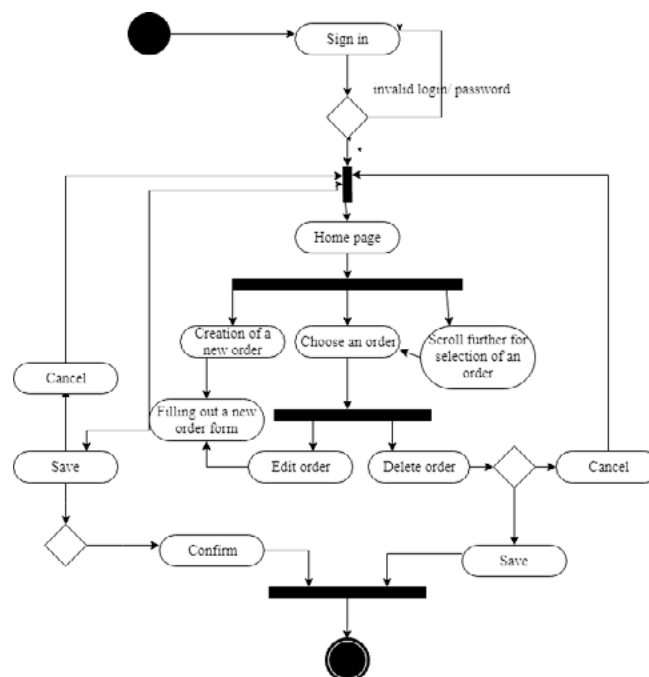 Sign in
invalid login/ password
*
Home page
Creation of a
new order
Choose an order
Scroll further for
selection of an
order
Cancel
Filling out a new
order form
Save
Edit order
Delete order
Cancel
Confirm
Save